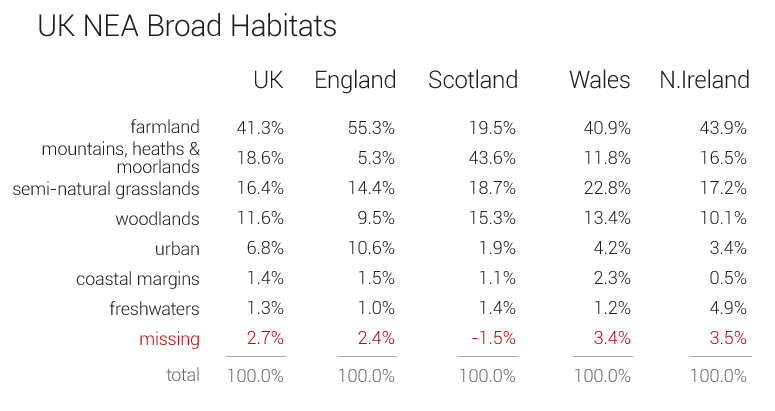 UK NEA Broad Habitats
UK England Scotland Wales N.Ireland
farmland 41.3% 55.3% 19.5% 40.9% 43.9%
mountains, heaths &
moorlands 18.6% 5.3% 43.6% 11.8% 16.5%
semi-natural grasslands 16.4% 14.4% 18.7% 22.8% 17.2%
woodlands 11.6% 9.5% 15.3% 13.4% 10.1%
urban 6.8% 10.6% 1.9% 4.2% 3.4%
coastal margins 1.4% 1.5% 1.1% 2.3% 0.5%
freshwaters 1.3% 1.0% 1.4% 1.2% 4.9%
missing 2.7% 2.4% -1.5% 3.4% 3.5%
total 100.0% 100.0% 100.0% 100.0% 100.0%